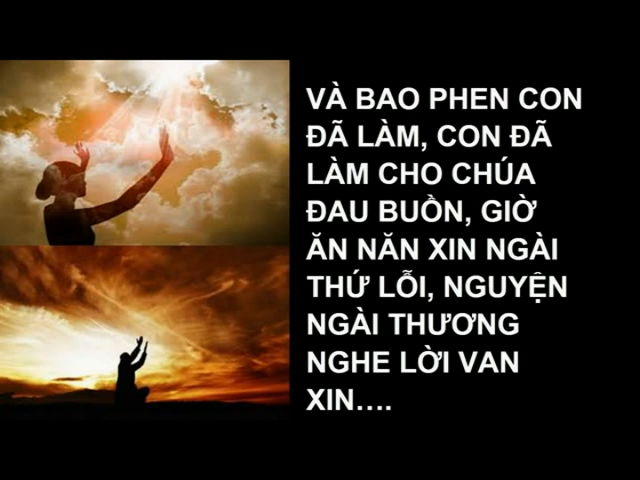 VÀ BAO PHEN CON
ĐÃ LÀM, CON ĐÃ
LÀM CHO CHÚA
ĐAU BUỒN, GIỜ
ĂN NĂN XIN NGÀI
THỨ LỖI, NGUYỆN
NGÀI THƯƠNG
NGHE LỜI VAN
XIN....